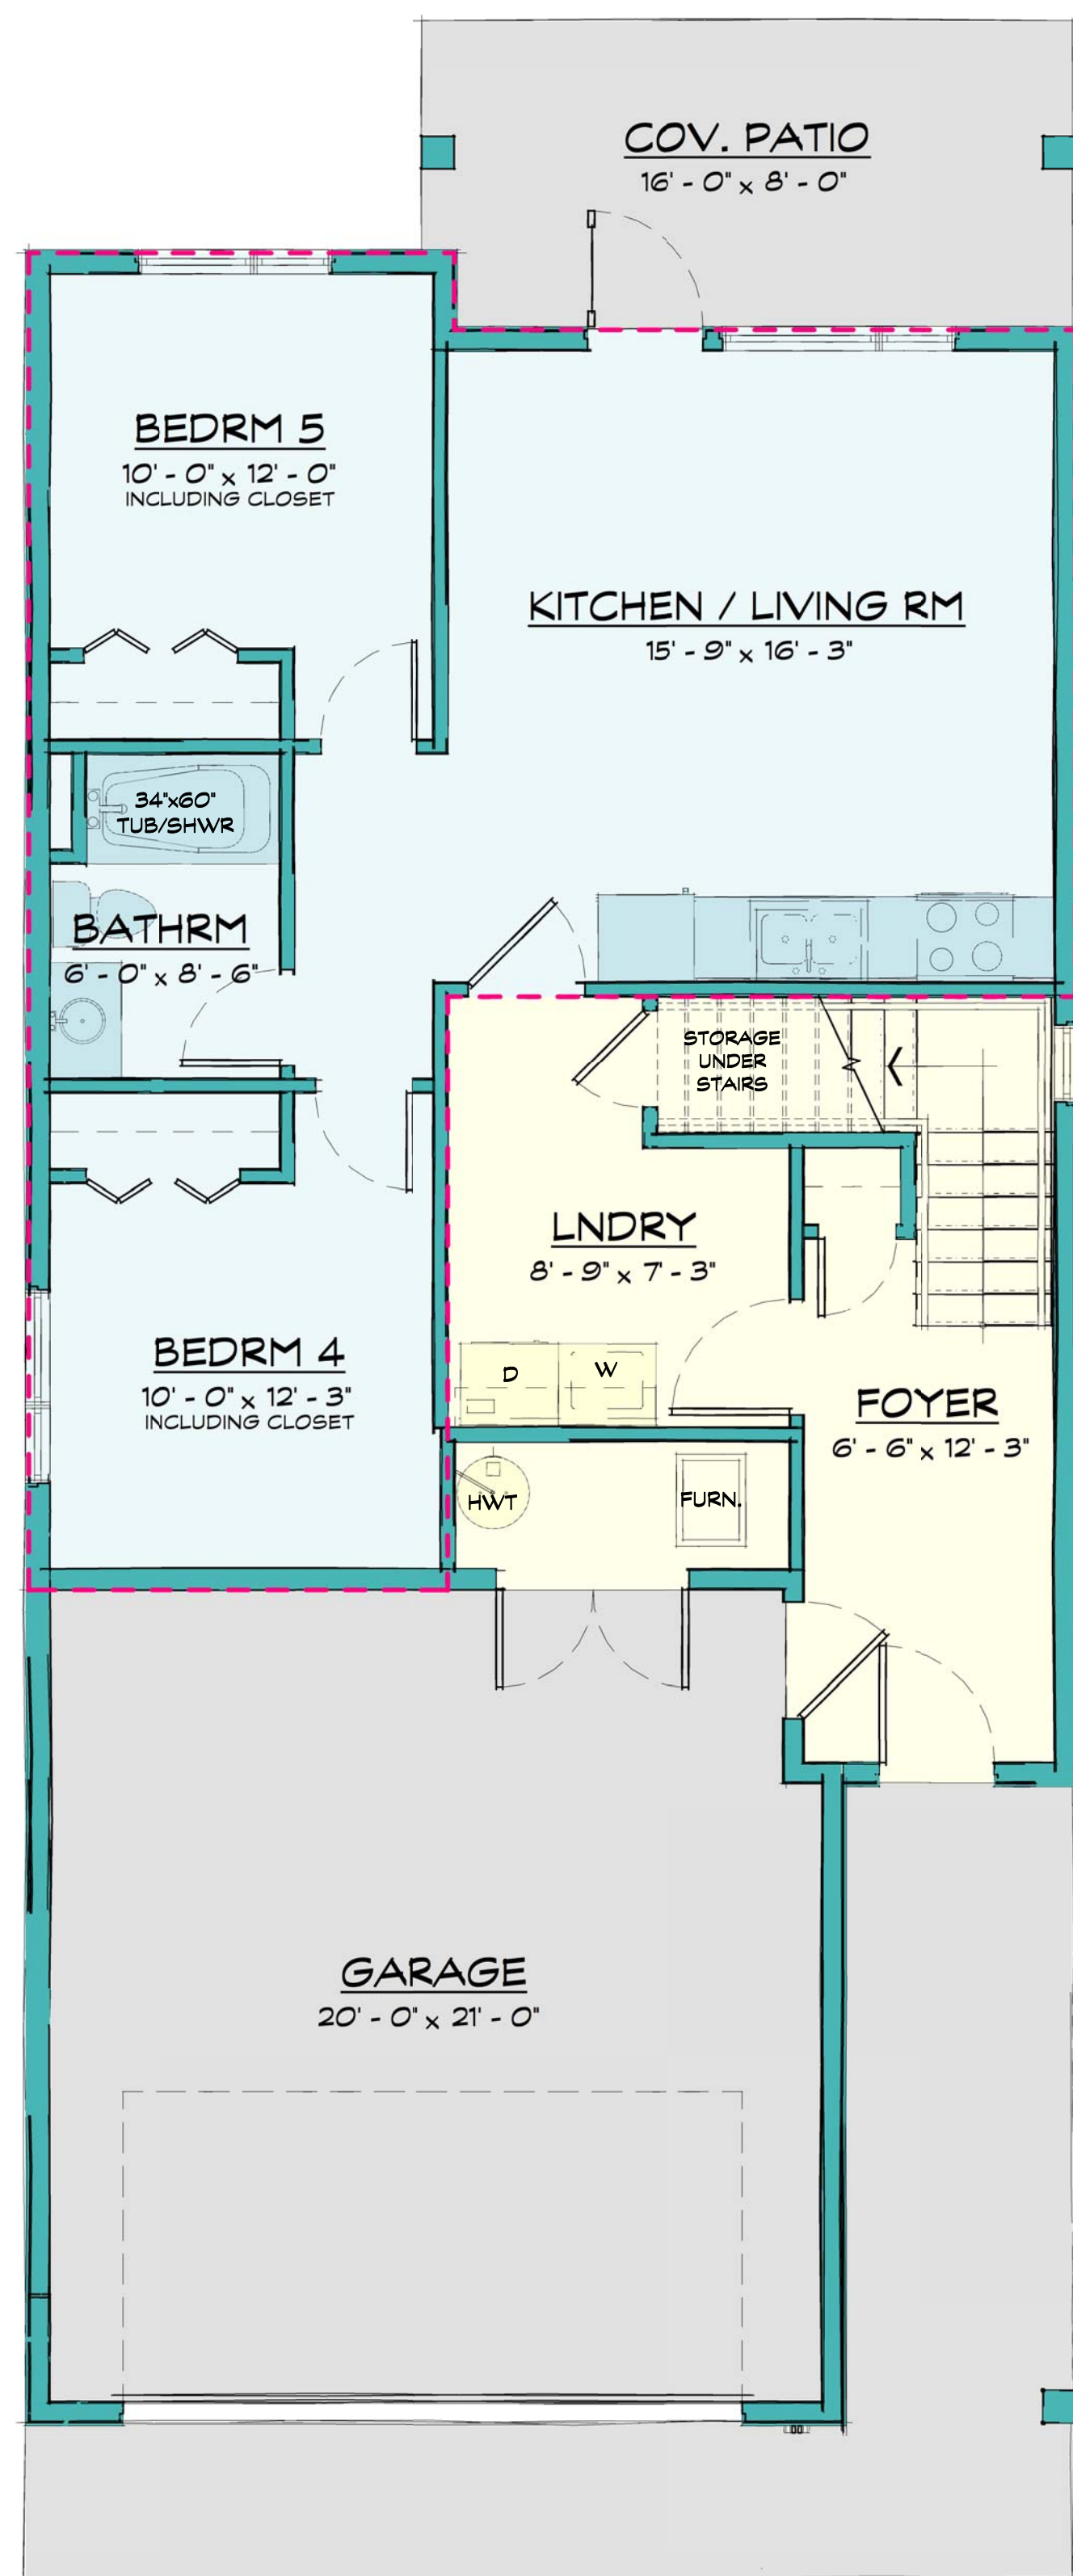 COV. PATIO
16' - 0" x 8' - 0"
BEDRM 5
10' - 0" x 12' - 0"
INCLUDING CLOSET
KITCHEN / LIVING RM
15' - 9" x 16' - 3"
34"x60"
TUB/SHWR
BATHRM
6' - 0" x 8' - 6"
STORAGE
UNDER
STAIRS
LNDRY
8' - 9" x 7' - 3"
BEDRM 4
10' - 0" x 12' - 3"
INCLUDING CLOSET
D
W
FOYER
6' - 6" x 12' - 3"
HWT
FURN.
GARAGE
20' - 0" x 21' - 0"